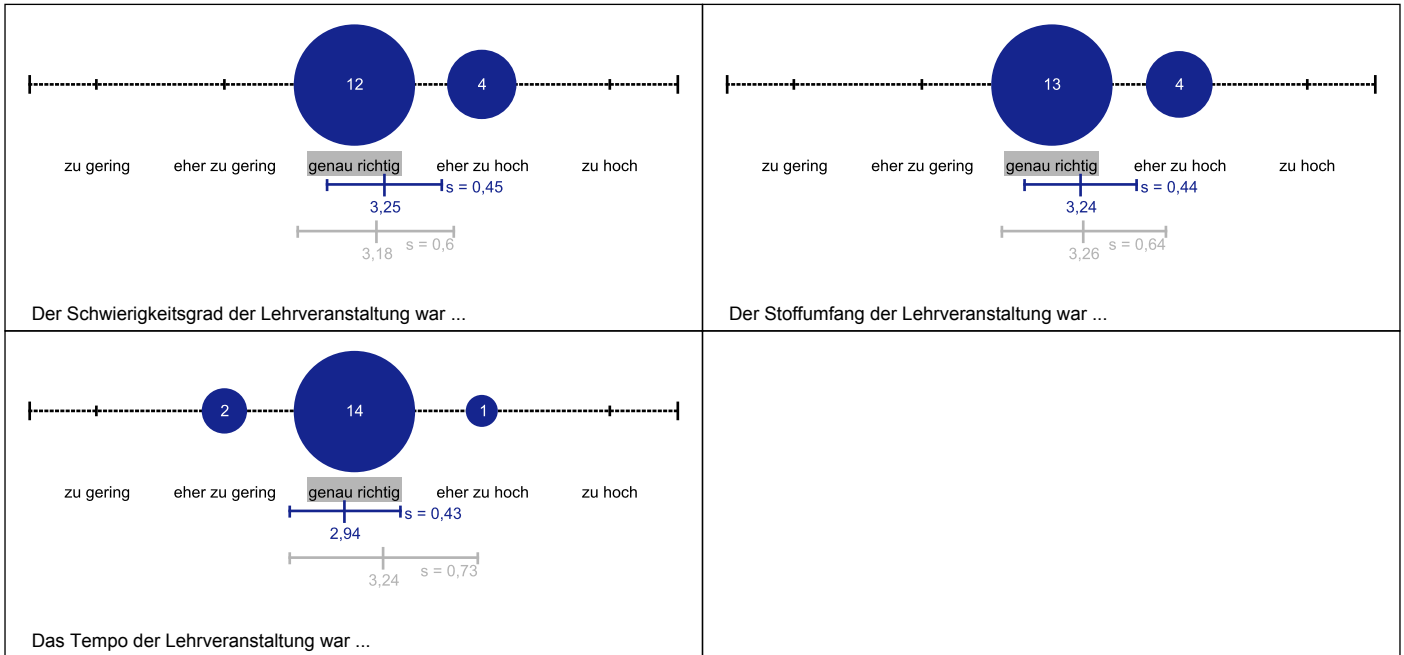 12 4
zu gering eher zu gering genau richtig eher zu hoch zu hoch
s = 0,45
3,25
s = 0,6
3,18
Der Schwierigkeitsgrad der Lehrveranstaltung war ...
13 4
zu gering eher zu gering genau richtig eher zu hoch zu hoch
s = 0,44
3,24
s = 0,64
3,26
Der Stoffumfang der Lehrveranstaltung war ...
2 14 1
zu gering eher zu gering genau richtig eher zu hoch zu hoch
s = 0,43
2,94
s = 0,73
3,24
Das Tempo der Lehrveranstaltung war ...